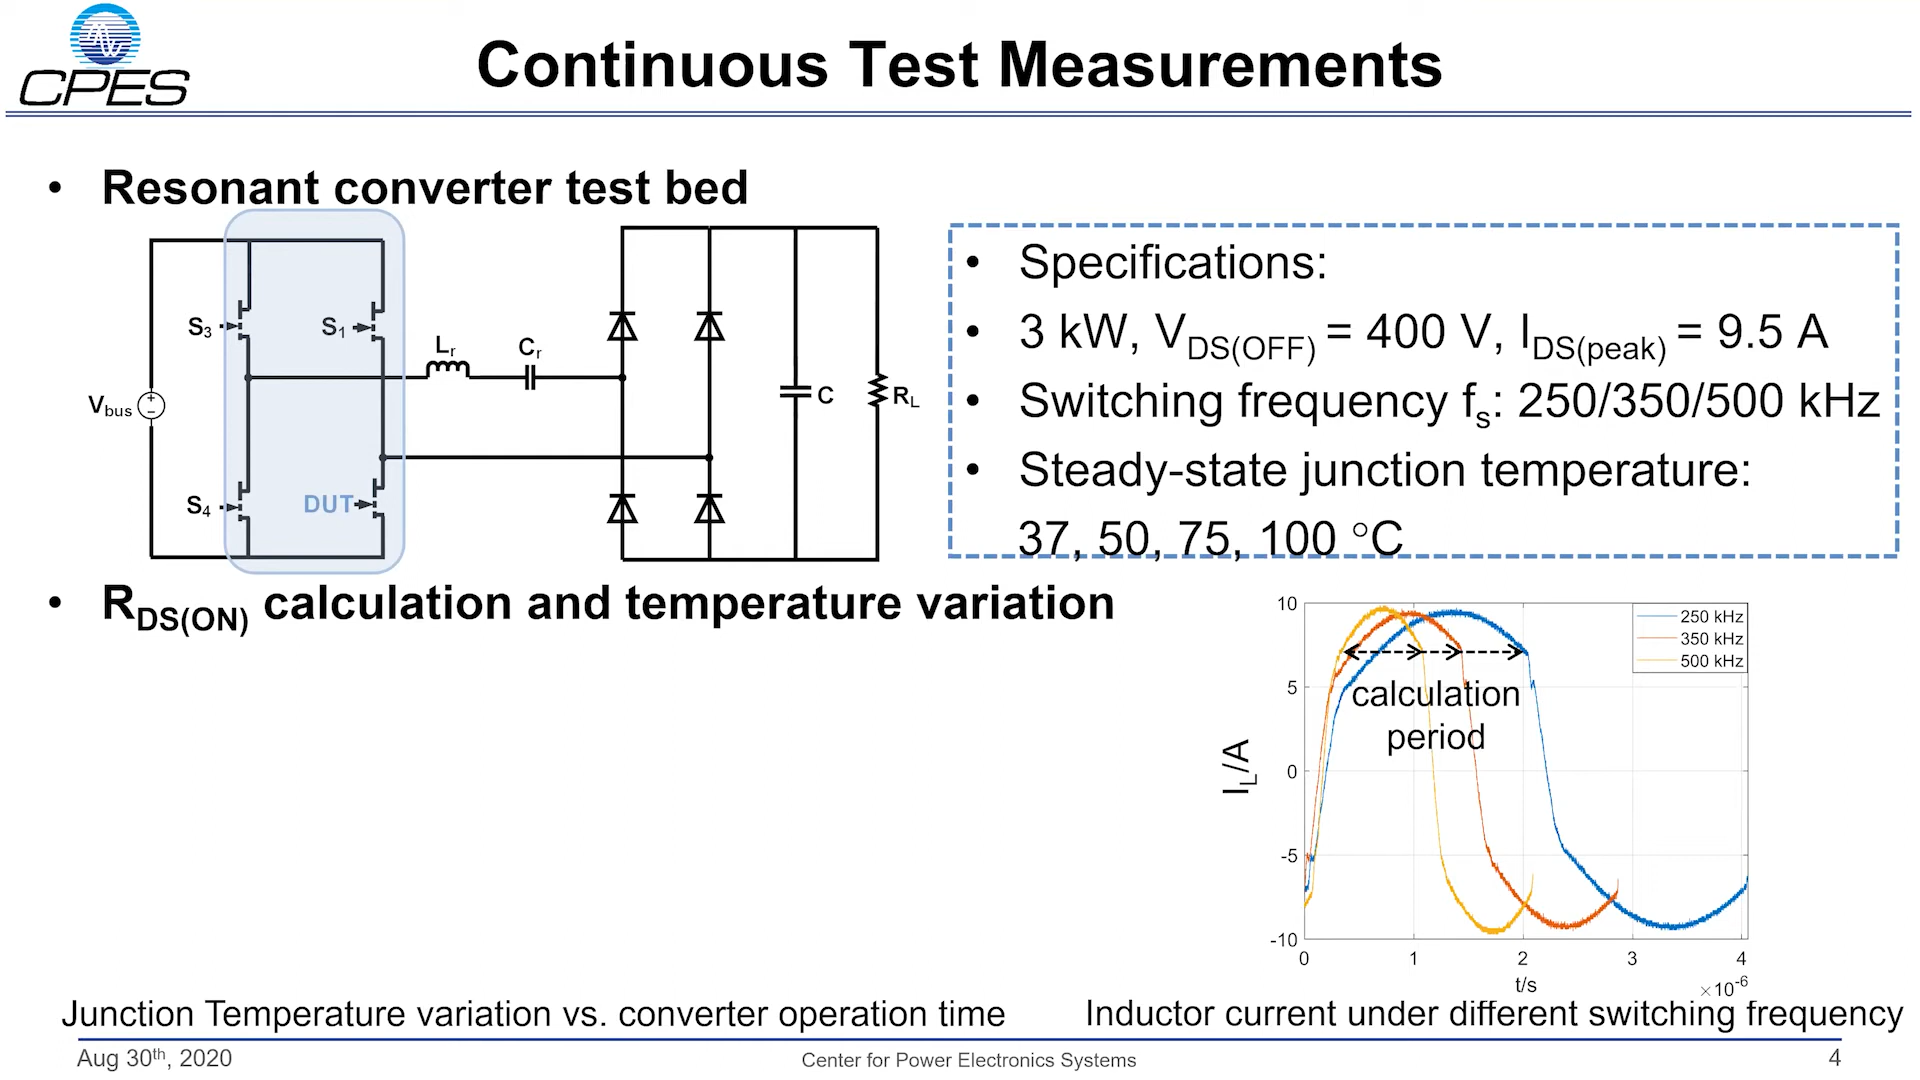 CPES
Continuous Test Measurements
• Resonant converter test bed
S3
S1
Lr
Cr
Vbus
C
RL
S4
DUT
• Specifications:
• 3 kW, VDS(OFF) = 400 V, IDS(peak) = 9.5 A
• Switching frequency fs: 250/350/500 kHz
• Steady-state junction temperature:
37, 50, 75, 100 °C
• RDS(ON) calculation and temperature variation
10
5
0
-5
-10
IL/A
250 kHz
350 kHz
500 kHz
calculation
period
0 1 2 3 4
t/s
×10-6
Junction Temperature variation vs. converter operation time
Inductor current under different switching frequency
Aug 30th, 2020
Center for Power Electronics Systems
4